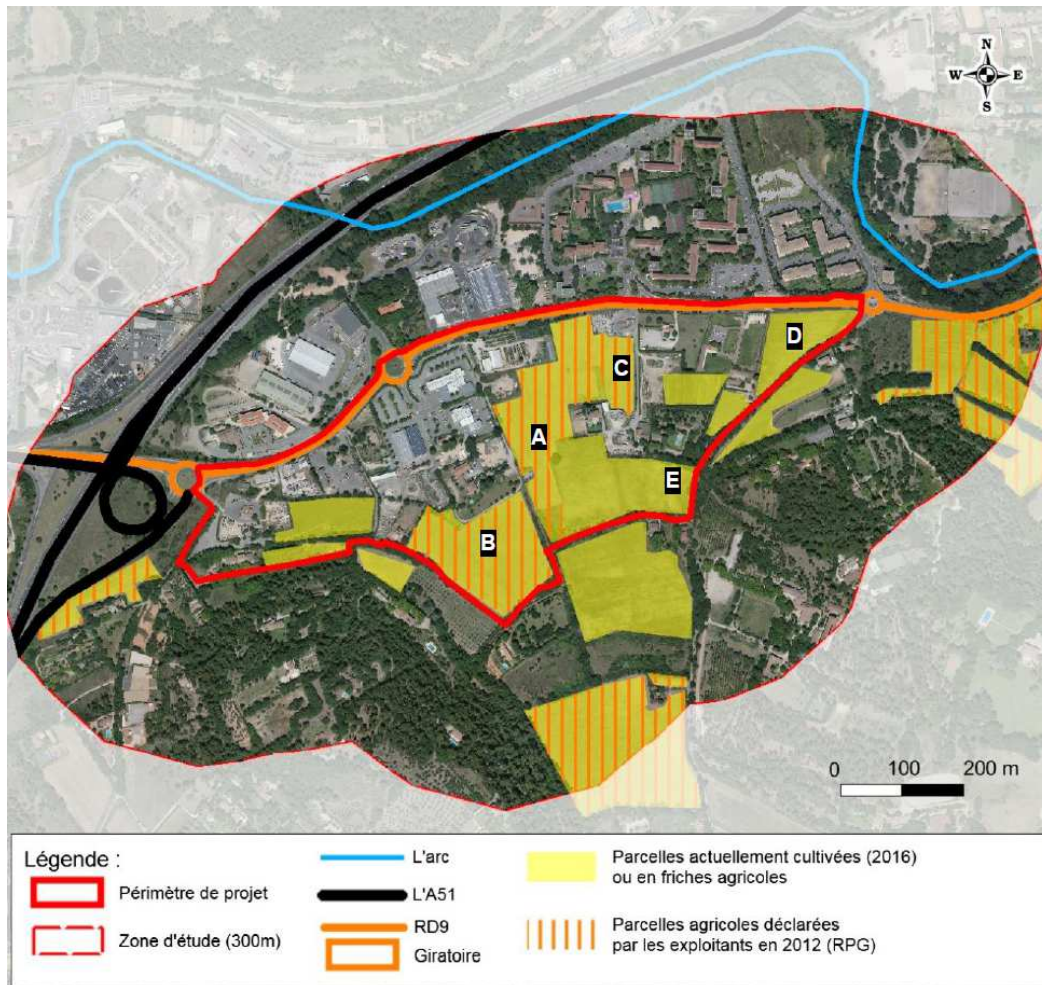 N
W E
S
D
C
A
E
B
0 100 200 m
Légende :
Périmètre de projet
Zone d'étude (300m)
L'arc
L'A51
RD9
Giratoire
Parcelles actuellement cultivées (2016)
ou en friches agricoles
Parcelles agricoles déclarées
par les exploitants en 2012 (RPG)